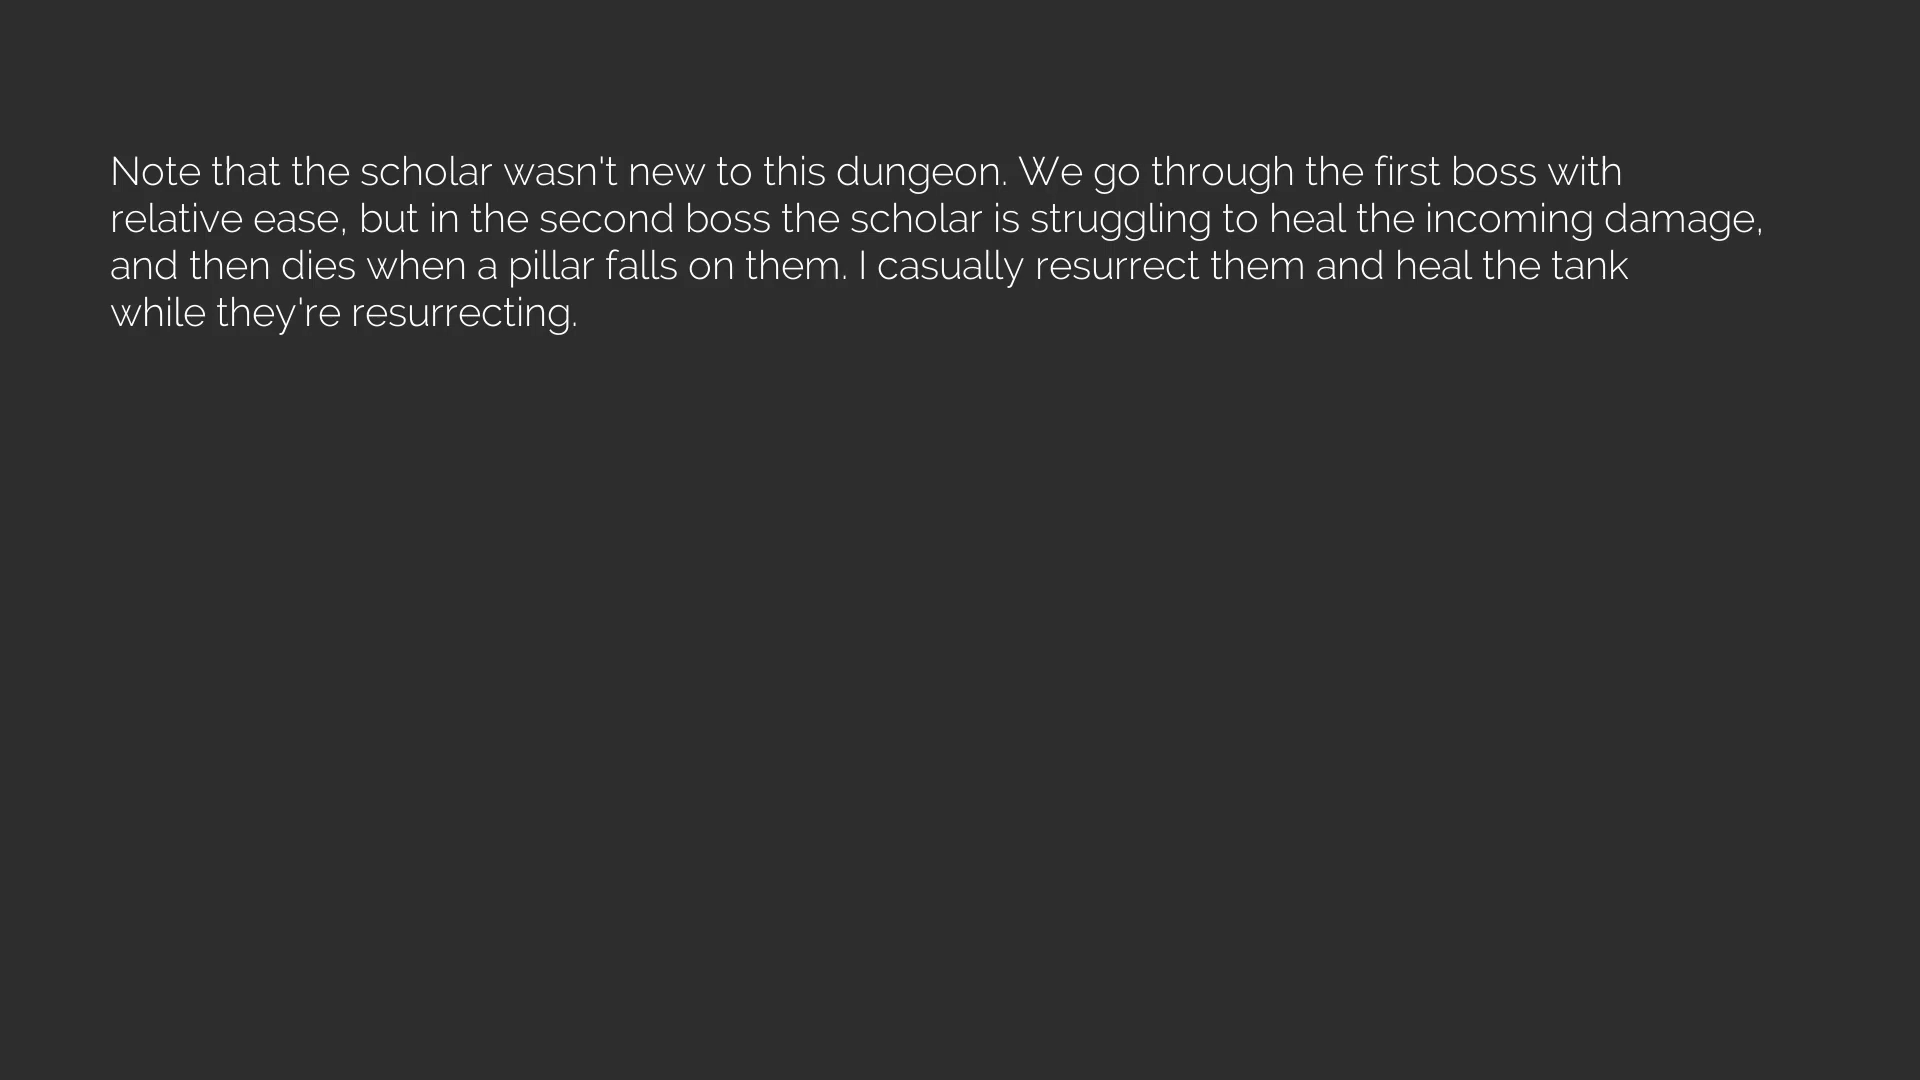 Note that the scholar wasn't new to this dungeon. We go through the first boss with
relative ease, but in the second boss the scholar is struggling to heal the incoming damage,
and then dies when a pillar falls on them. I casually resurrect them and heal the tank
while they're resurrecting.